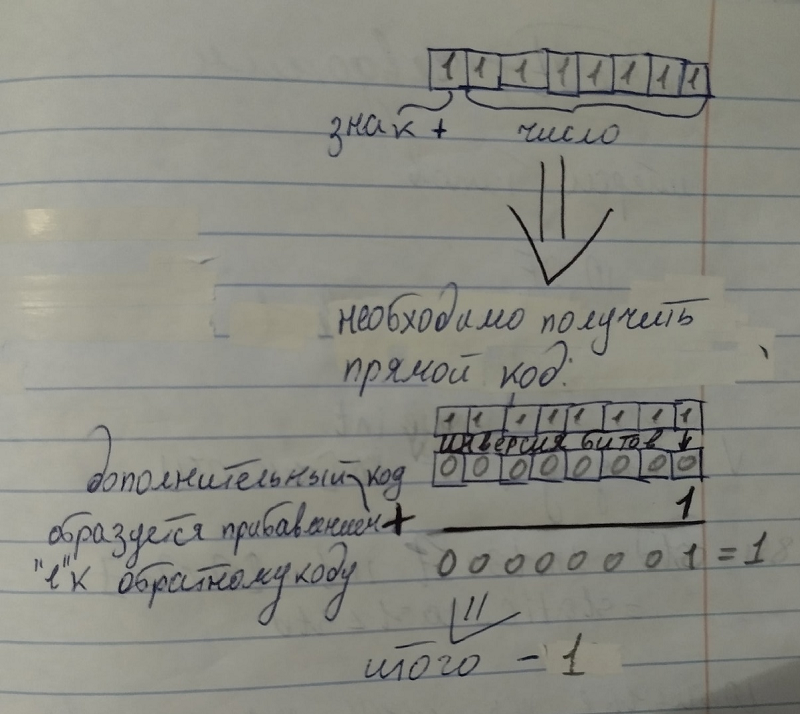 1 1 1 1 1 1 1 1
знак + число
необходимо получить
прямой код:
1 1 1 1 1 1 1 1
инверсия битов ↓
0 0 0 0 0 0 0 0
дополнительный код
1
образуется прибавлением +
"1" к обратному коду
0 0 0 0 0 0 0 1 = 1
итого - 1